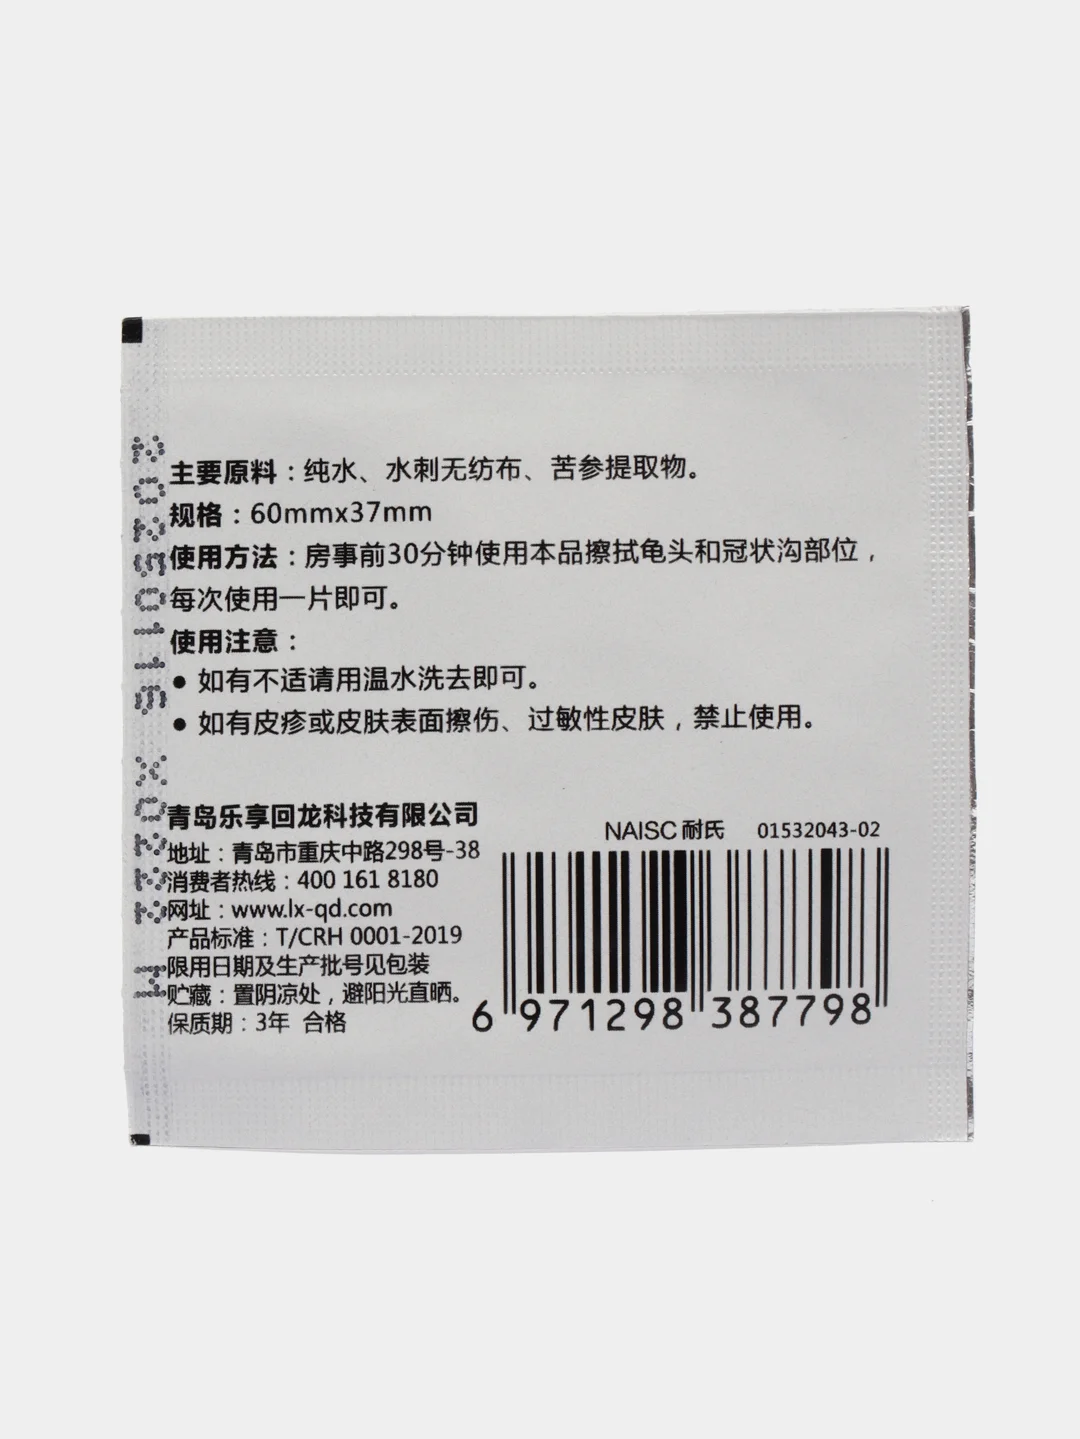 主要原料：纯水、水刺无纺布、苦参提取物。
规格：60mmx37mm
使用方法：房事前30分钟使用本品擦拭龟头和冠状沟部位，
每次使用一片即可。
使用注意：
● 如有不适请用温水洗去即可。
● 如有皮疹或皮肤表面擦伤、过敏性皮肤，禁止使用。
青岛乐享回龙科技有限公司
地址：青岛市重庆中路298号-38
消费者热线：400 161 8180
网址：www.lx-qd.com
产品标准：T/CRH 0001-2019
限用日期及生产批号见包装
贮藏：置阴凉处，避阳光直晒。
保质期：3年 合格
NAISC 耐氏 01532043-02
6 971298 387798